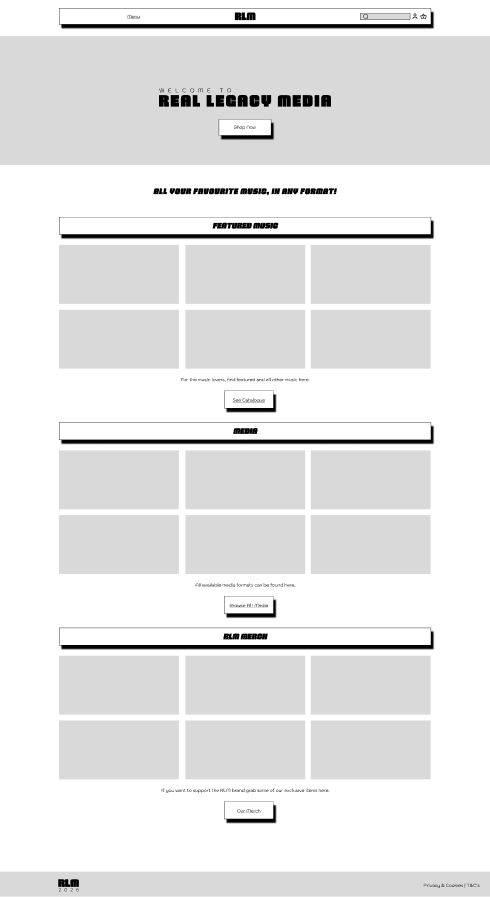 Menu
RLM
WELCOME TO
REAL LEGACY MEDIA
Shop Now
ALL YOUR FAVOURITE MUSIC, IN ANY FORMAT!
FEATURED MUSIC
For the music lovers, find featured and all other music here.
See Catalogue
MEDIA
All available media formats can be found here.
Browse All Media
RLM MERCH
If you want to support the RLM brand grab some of our exclusive items here.
Our Merch
RLM
2026
Privacy & Cookies | T&C's